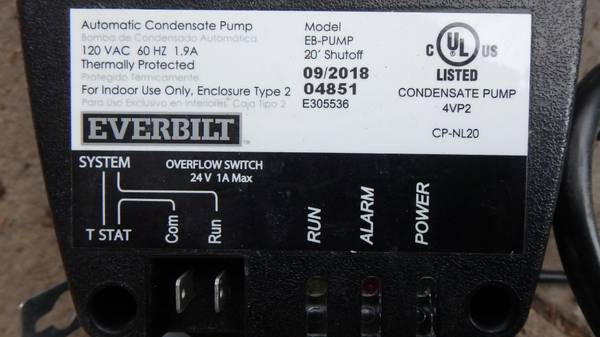 Automatic Condensate Pump
Bomba de Condensado Automática
120 VAC 60 HZ 1.9A
Thermally Protected
Protegido Térmicamente
For Indoor Use Only, Enclosure Type 2
Para Uso Exclusivo en Interiores Caja Tipo 2
Model
EB-PUMP
20' Shutoff
09/2018
04851
E305536
C UL US
LISTED
CONDENSATE PUMP
4VP2
CP-NL20
EVERBILT
SYSTEM
OVERFLOW SWITCH
24 V 1A Max
T STAT
Com
Run
RUN
ALARM
POWER